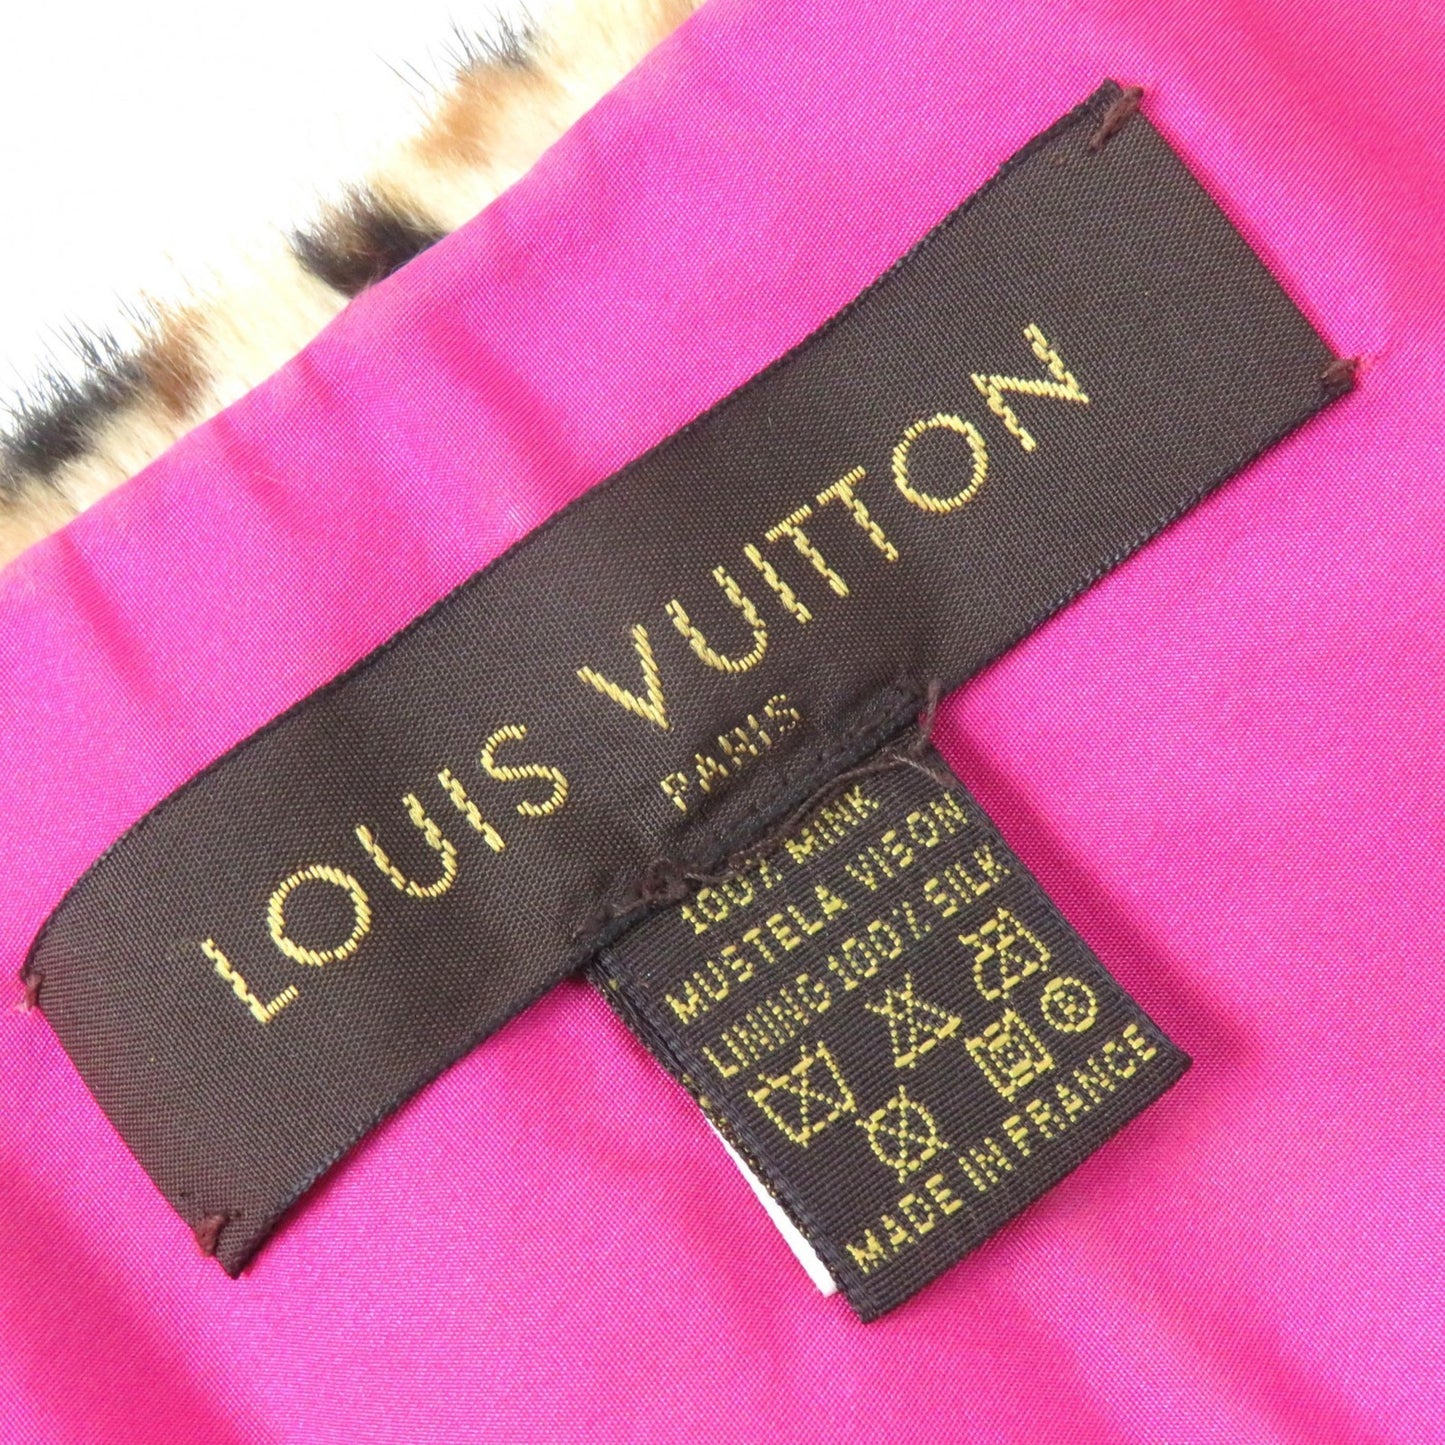 LOUIS VUITTON
PARIS
100% MINK
MUSTELA VISON
LINING-100% SILK
MADE IN FRANCE